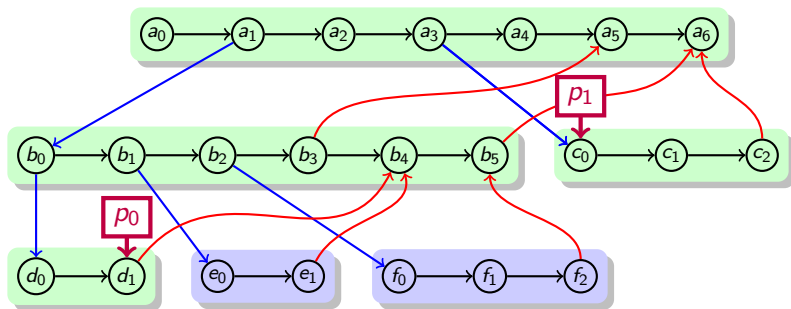 a₀ a₁ a₂ a₃ a₄ a₅ a₆
p₁
b₀ b₁ b₂ b₃ b₄ b₅ c₀ c₁ c₂
p₀
d₀ d₁ e₀ e₁ f₀ f₁ f₂